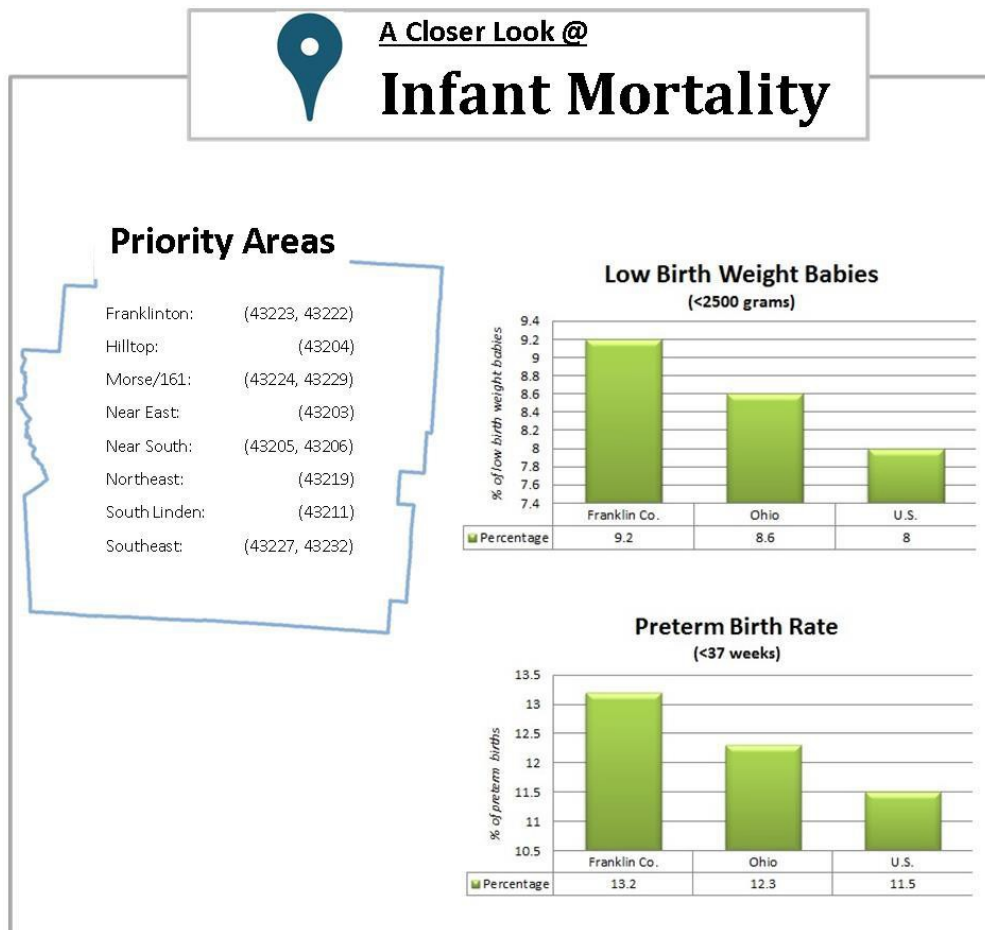 A Closer Look @
Infant Mortality
Priority Areas
Franklinton: (43223, 43222)
Hilltop: (43204)
Morse/161: (43224, 43229)
Near East: (43203)
Near South: (43205, 43206)
Northeast: (43219)
South Linden: (43211)
Southeast: (43227, 43232)
Low Birth Weight Babies
(<2500 grams)
% of low birth weight babies
9.4
9.2
9
8.8
8.6
8.4
8.2
8
7.8
7.6
7.4
Franklin Co. Ohio U.S.
Percentage 9.2 8.6 8
Preterm Birth Rate
(<37 weeks)
% of preterm births
13.5
13
12.5
12
11.5
11
10.5
Franklin Co. Ohio U.S.
Percentage 13.2 12.3 11.5